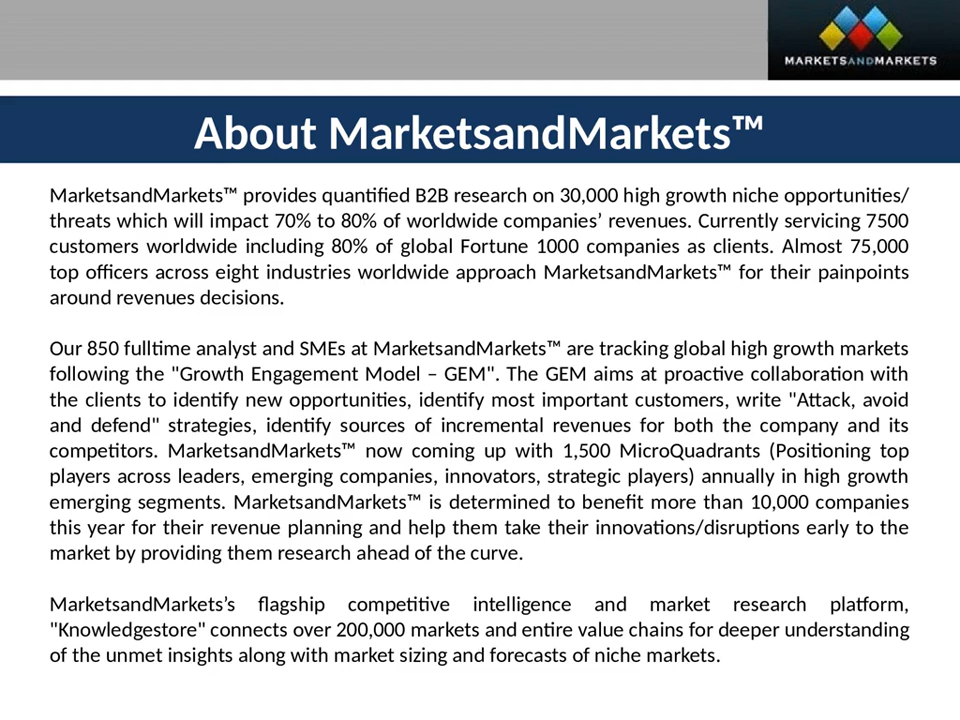 MARKETSANDMARKETS
About MarketsandMarkets™
MarketsandMarkets™ provides quantified B2B research on 30,000 high growth niche opportunities/
threats which will impact 70% to 80% of worldwide companies’ revenues. Currently servicing 7500
customers worldwide including 80% of global Fortune 1000 companies as clients. Almost 75,000
top officers across eight industries worldwide approach MarketsandMarkets™ for their painpoints
around revenues decisions.
Our 850 fulltime analyst and SMEs at MarketsandMarkets™ are tracking global high growth markets
following the "Growth Engagement Model – GEM". The GEM aims at proactive collaboration with
the clients to identify new opportunities, identify most important customers, write "Attack, avoid
and defend" strategies, identify sources of incremental revenues for both the company and its
competitors. MarketsandMarkets™ now coming up with 1,500 MicroQuadrants (Positioning top
players across leaders, emerging companies, innovators, strategic players) annually in high growth
emerging segments. MarketsandMarkets™ is determined to benefit more than 10,000 companies
this year for their revenue planning and help them take their innovations/disruptions early to the
market by providing them research ahead of the curve.
MarketsandMarkets’s flagship competitive intelligence and market research platform,
"Knowledgestore" connects over 200,000 markets and entire value chains for deeper understanding
of the unmet insights along with market sizing and forecasts of niche markets.